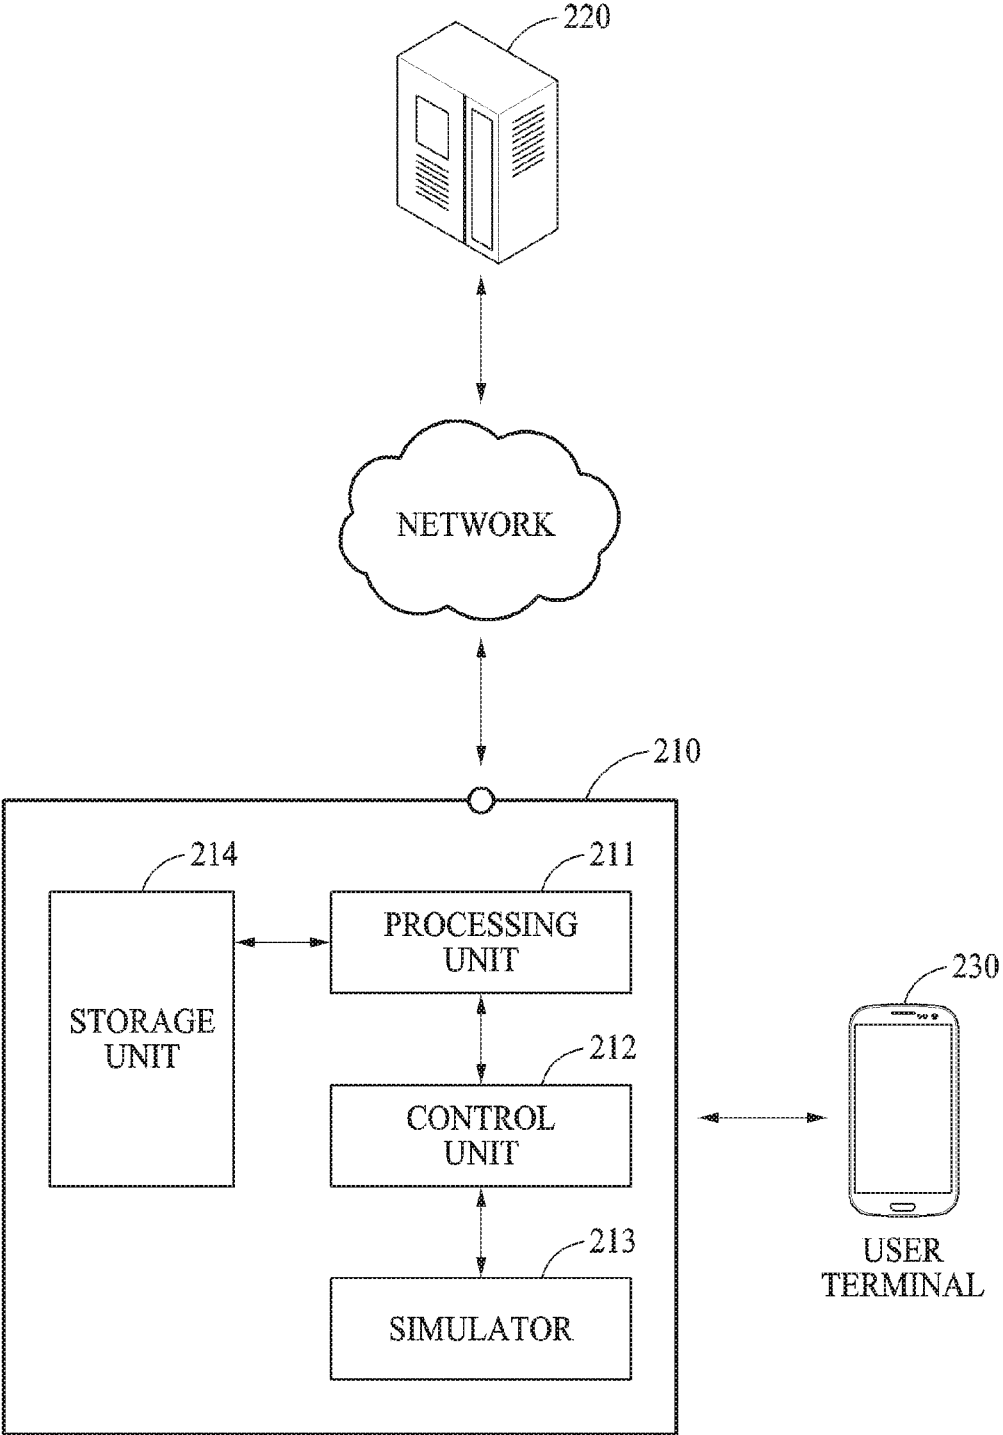 220
NETWORK
210
214
211
PROCESSING
UNIT
STORAGE
UNIT
212
CONTROL
UNIT
213
SIMULATOR
230
USER
TERMINAL